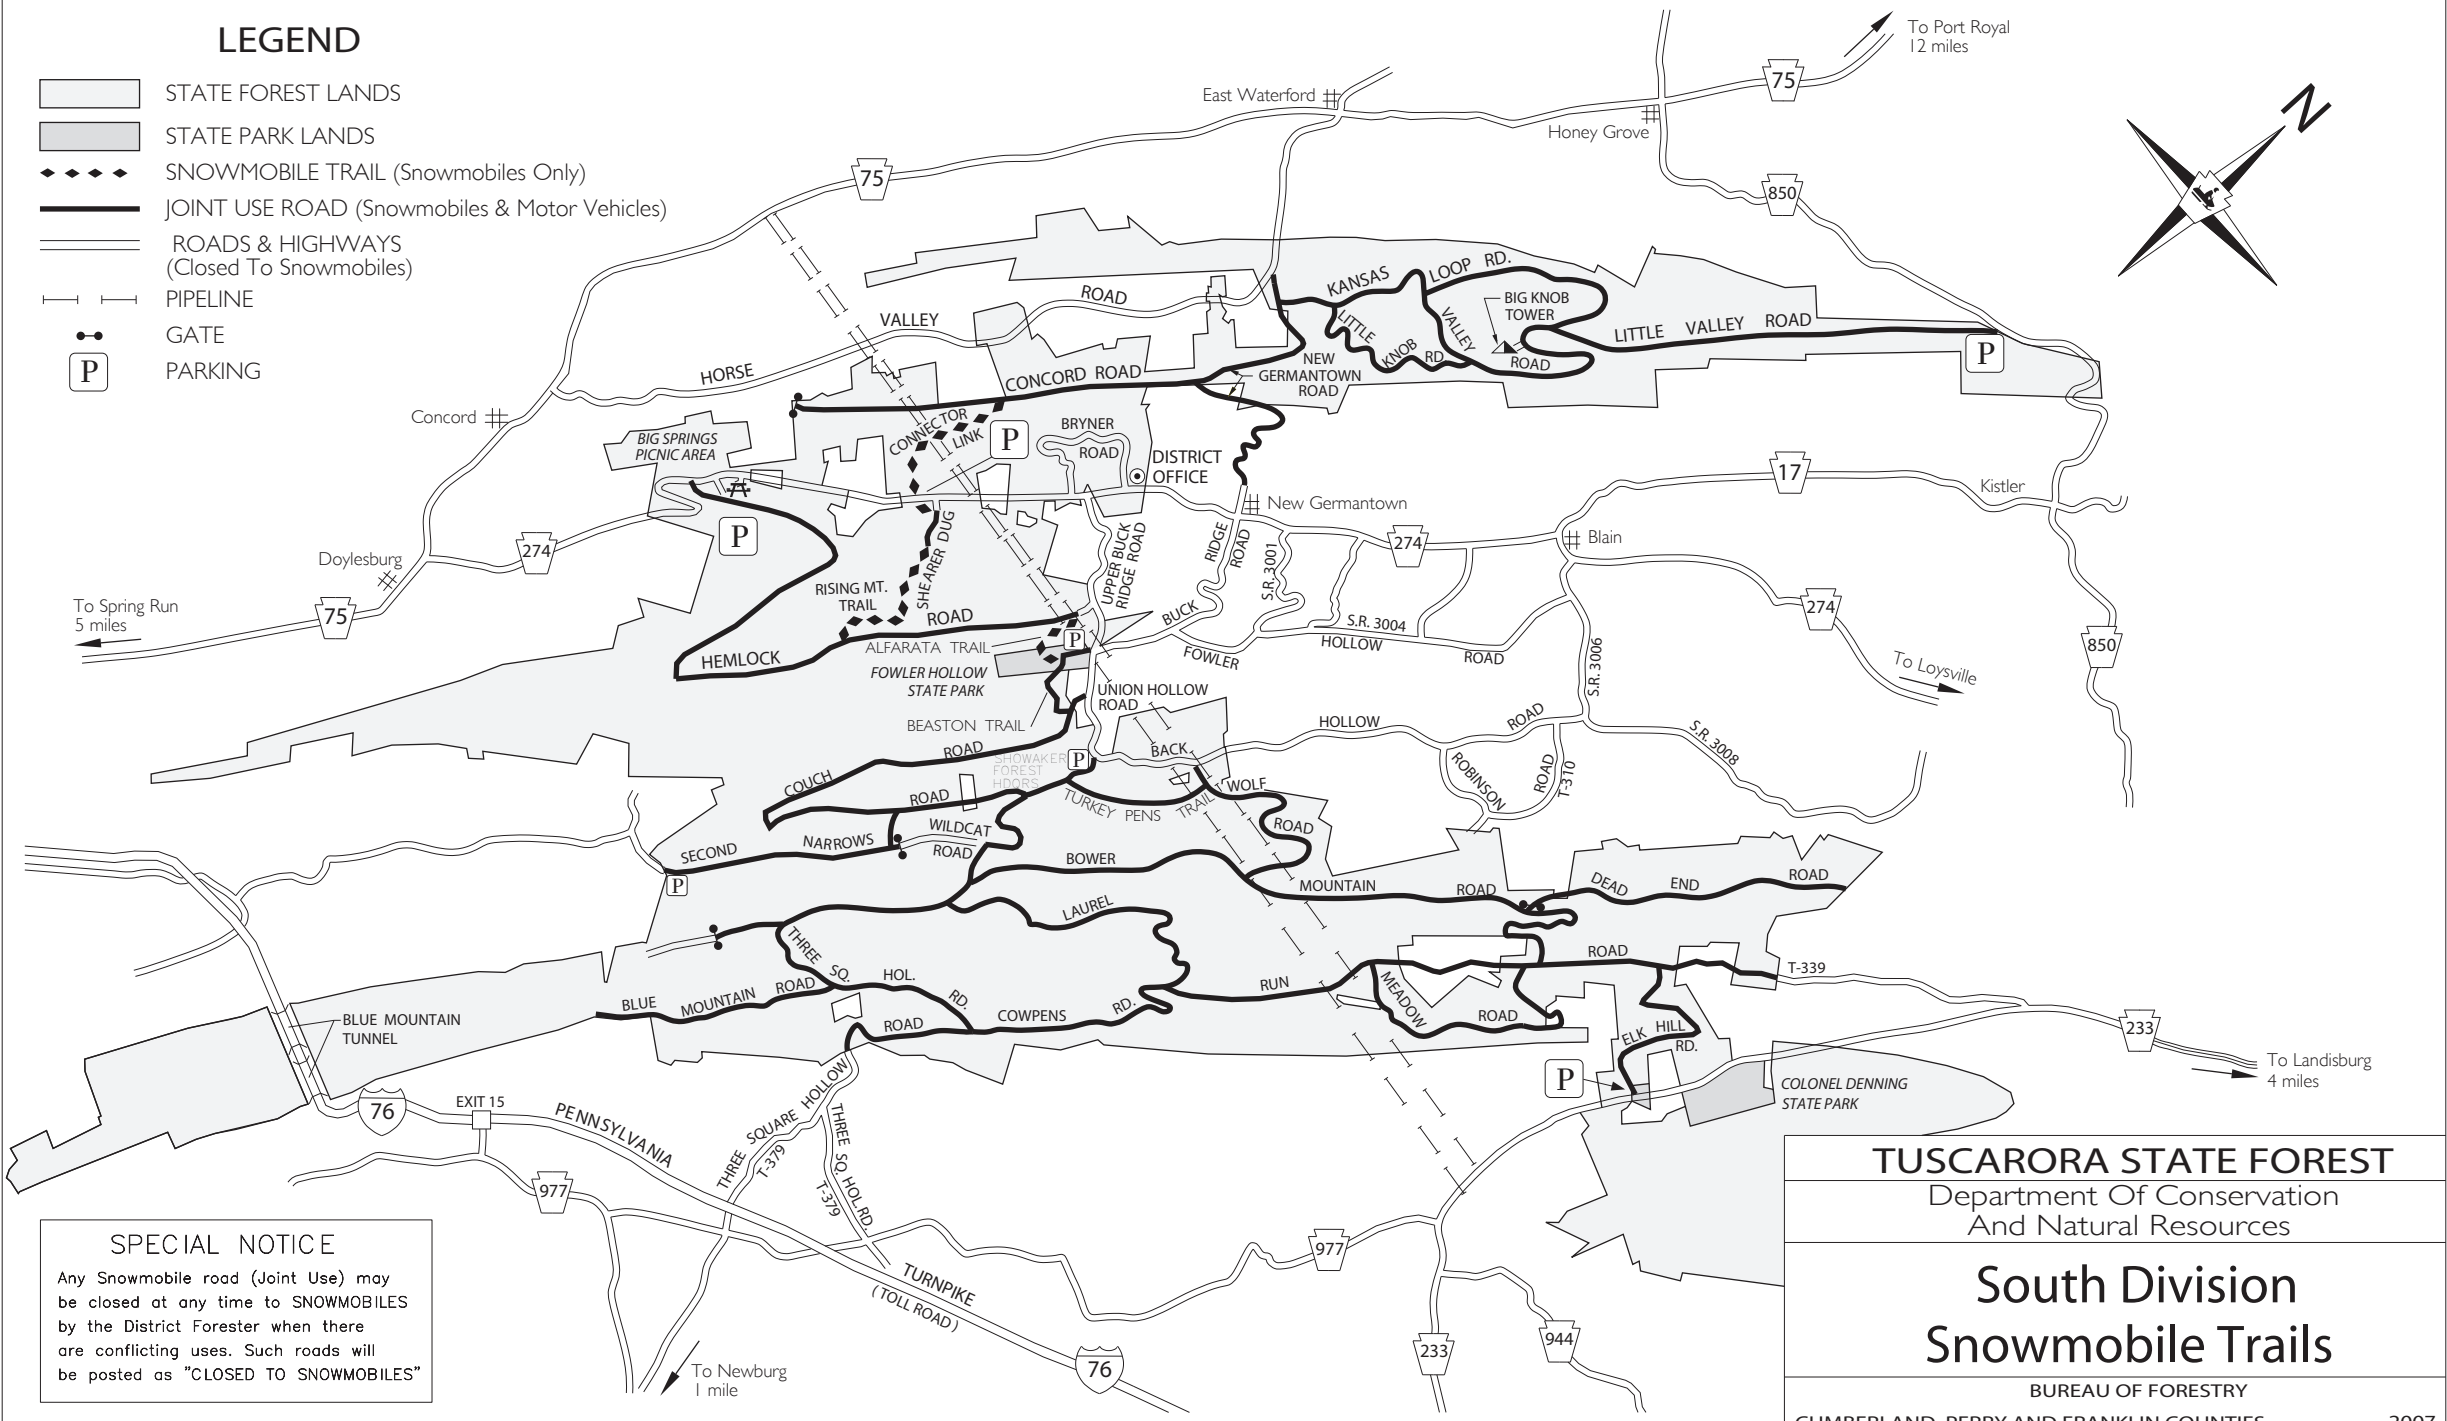 LEGEND
STATE FOREST LANDS
STATE PARK LANDS
SNOWMOBILE TRAIL (Snowmobiles Only)
JOINT USE ROAD (Snowmobiles & Motor Vehicles)
ROADS & HIGHWAYS
(Closed To Snowmobiles)
PIPELINE
GATE
P
PARKING
To Port Royal
12 miles
75
N
East Waterford
Honey Grove
75
850
KANSAS
LOOP RD.
BIG KNOB
TOWER
LITTLE VALLEY ROAD
P
VALLEY
ROAD
LITTLE
KNOB
RD
HORSE
VALLEY
ROAD
CONCORD ROAD
NEW
GERMANTOWN
ROAD
Concord
BIG SPRINGS
PICNIC AREA
CONNECTOR
LINK
P
BRYNER
ROAD
DISTRICT
OFFICE
New Germantown
17
Kistler
P
274
Doylesburg
To Spring Run
5 miles
75
RISING MT.
TRAIL
SHEARER DUG
UPPER BUCK
RIDGE ROAD
BUCK
RIDGE
ROAD
S.R. 3001
274
Blain
274
850
To Loysville
HEMLOCK
ROAD
ALFARATA TRAIL
P
FOWLER HOLLOW
STATE PARK
FOWLER
HOLLOW
ROAD
S.R. 3004
S.R. 3006
UNION HOLLOW
ROAD
BEASTON TRAIL
SHOWAKER
FOREST
HDQRS
P
BACK
HOLLOW
ROAD
S.R. 3008
ROBINSON
ROAD
T-310
COUCH
ROAD
ROAD
TURKEY PENS TRAIL
WOLF
ROAD
SECOND
NARROWS
WILDCAT
ROAD
P
BOWER
MOUNTAIN
ROAD
DEAD
END
ROAD
LAUREL
RUN
ROAD
T-339
THREE
SQ.
HOL.
RD.
BLUE
MOUNTAIN
ROAD
COWPENS
RD.
ROAD
MEADOW
ROAD
ELK
HILL
RD.
233
To Landisburg
4 miles
BLUE MOUNTAIN
TUNNEL
P
COLONEL DENNING
STATE PARK
76
EXIT 15
PENNSYLVANIA
THREE
SQUARE
HOLLOW
T-379
THREE SQ. HOL.RD.
T-379
977
977
TURNPIKE
(TOLL ROAD)
To Newburg
1 mile
76
233
944
SPECIAL NOTICE
Any Snowmobile road (Joint Use) may
be closed at any time to SNOWMOBILES
by the District Forester when there
are conflicting uses. Such roads will
be posted as "CLOSED TO SNOWMOBILES"
TUSCARORA STATE FOREST
Department Of Conservation
And Natural Resources
South Division
Snowmobile Trails
BUREAU OF FORESTRY
CUMBERLAND, PERRY AND FRANKLIN COUNTIES 2007